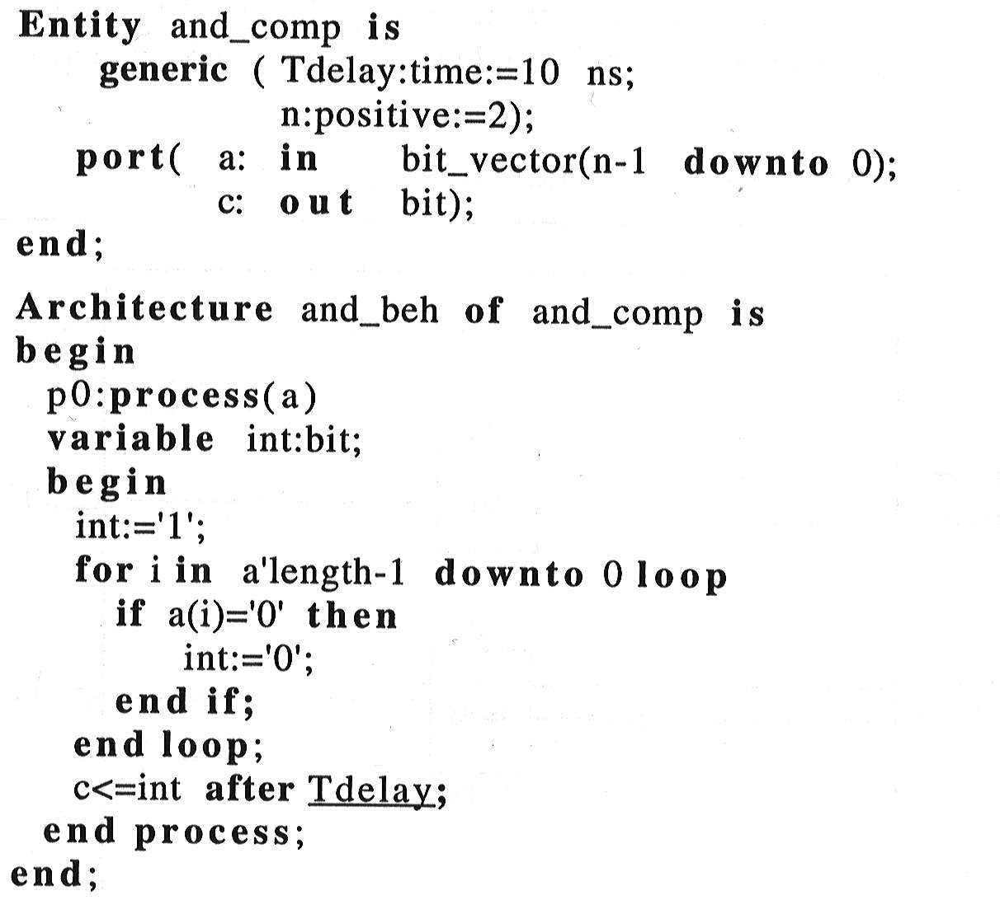 Entity and_comp is
generic ( Tdelay:time:=10 ns;
n:positive:=2);
port( a: in bit_vector(n-1 downto 0);
c: out bit);
end;
Architecture and_beh of and_comp is
begin
p0:process(a)
variable int:bit;
begin
int:='1';
for i in a'length-1 downto 0 loop
if a(i)='0' then
int:='0';
end if;
end loop;
c<=int after Tdelay;
end process;
end;